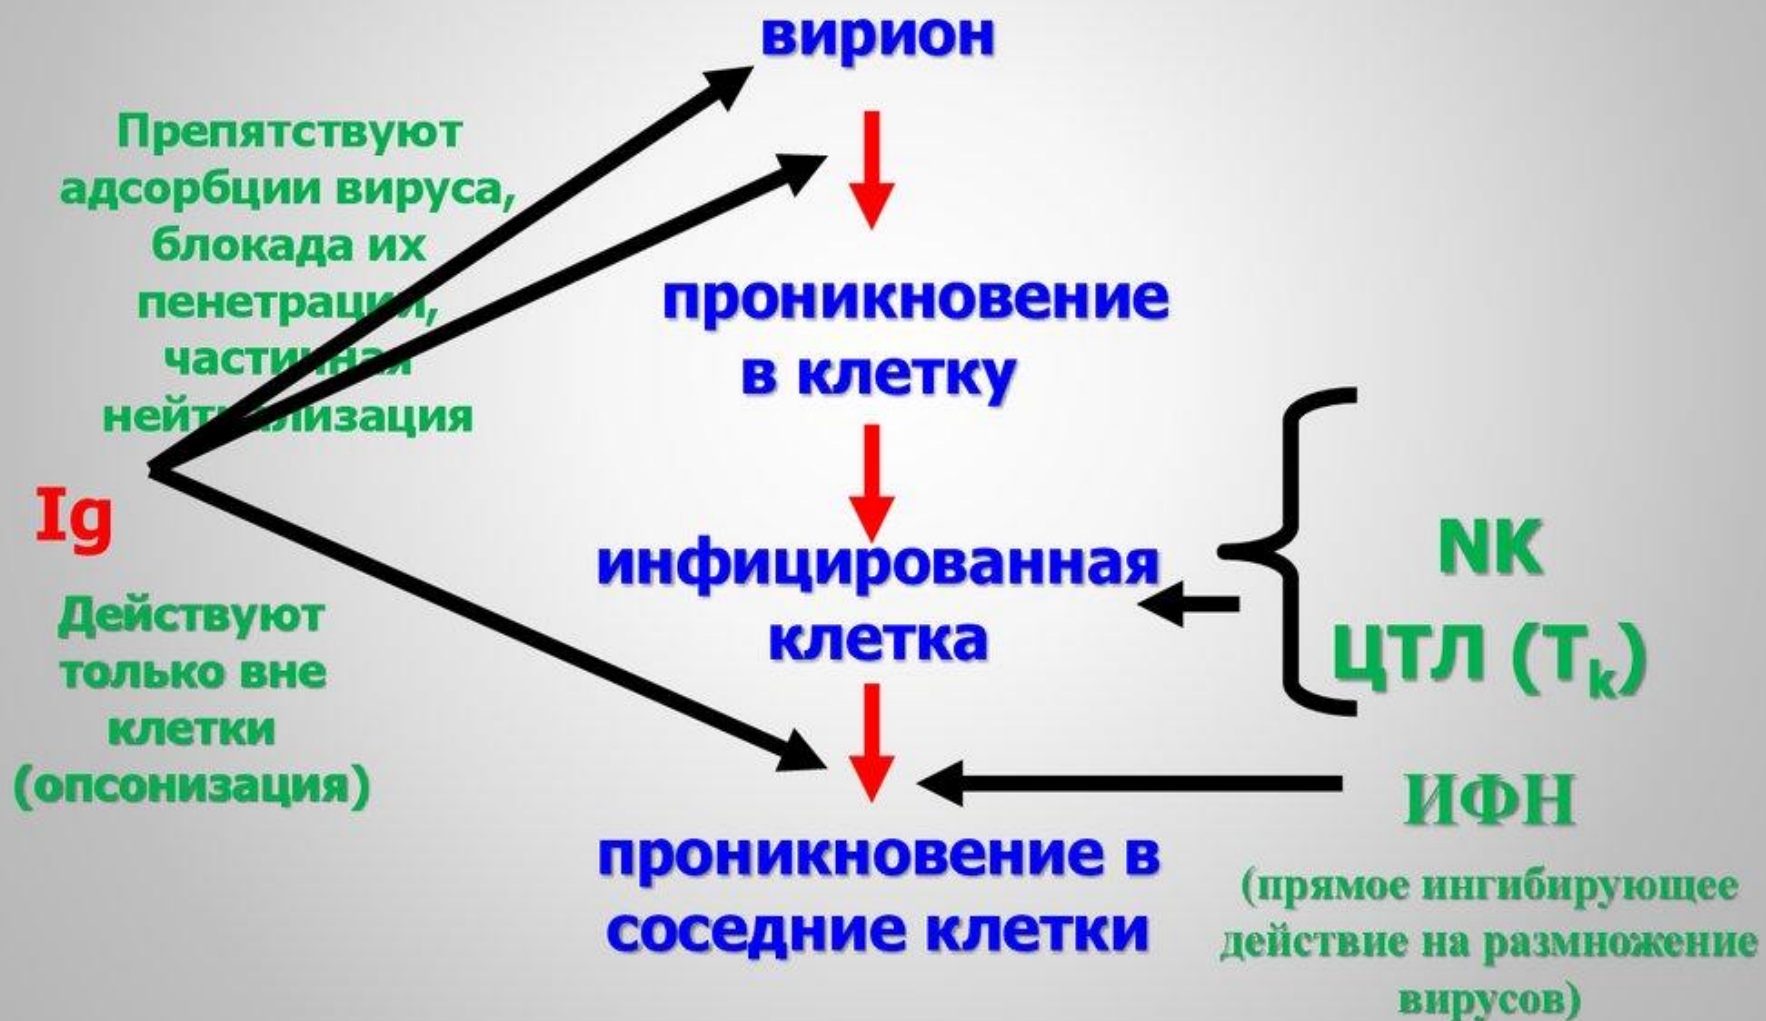 вирион
Препятствуют
адсорбции вируса,
блокада их
пенетрации,
частичная
нейтрализация
Ig
Действуют
только вне
клетки
(опсонизация)
проникновение
в клетку
инфицированная
клетка
проникновение в
соседние клетки
NK
ЦТЛ (Tk)
ИФН
(прямое ингибирующее
действие на размножение
вирусов)